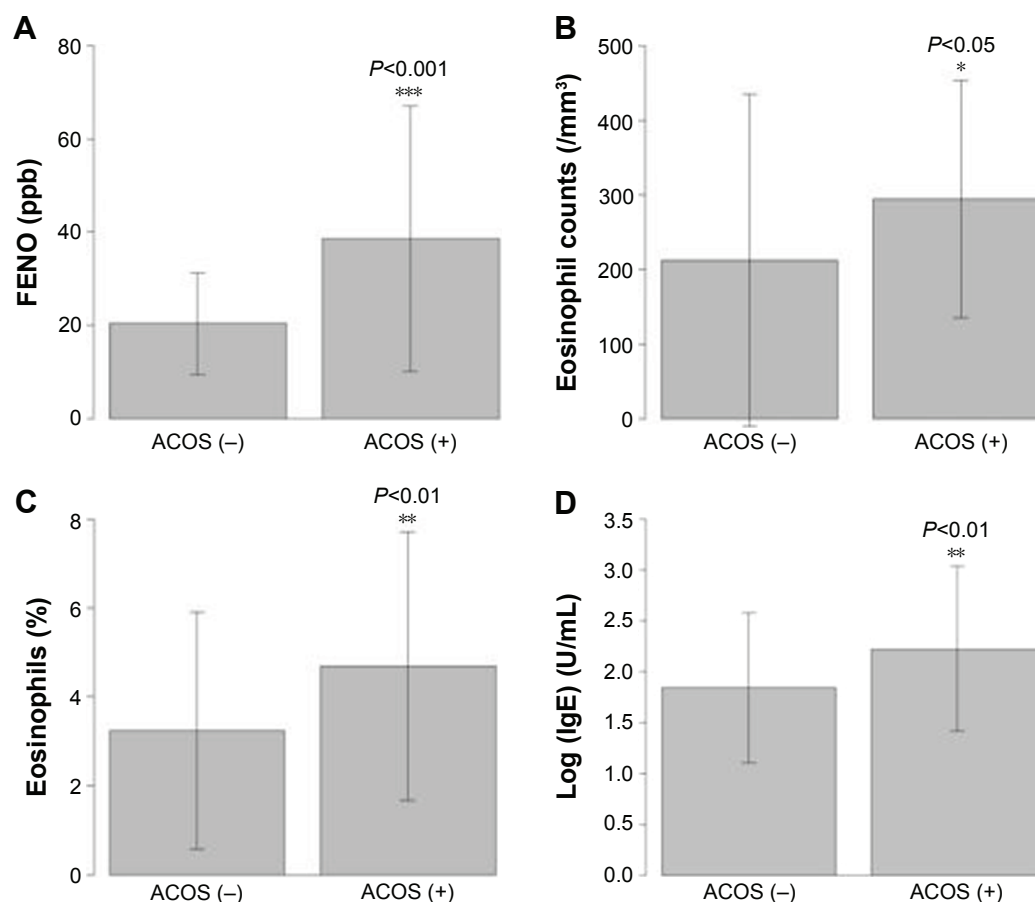 A
FENO (ppb)
80
60
40
20
0
P<0.001
***
ACOS (–)
ACOS (+)
B
Eosinophil counts (/mm³)
500
400
300
200
100
0
P<0.05
*
ACOS (–)
ACOS (+)
C
Eosinophils (%)
8
6
4
2
0
P<0.01
**
ACOS (–)
ACOS (+)
D
Log (IgE) (U/mL)
3.5
3.0
2.5
2.0
1.5
1.0
0.5
0.0
P<0.01
**
ACOS (–)
ACOS (+)